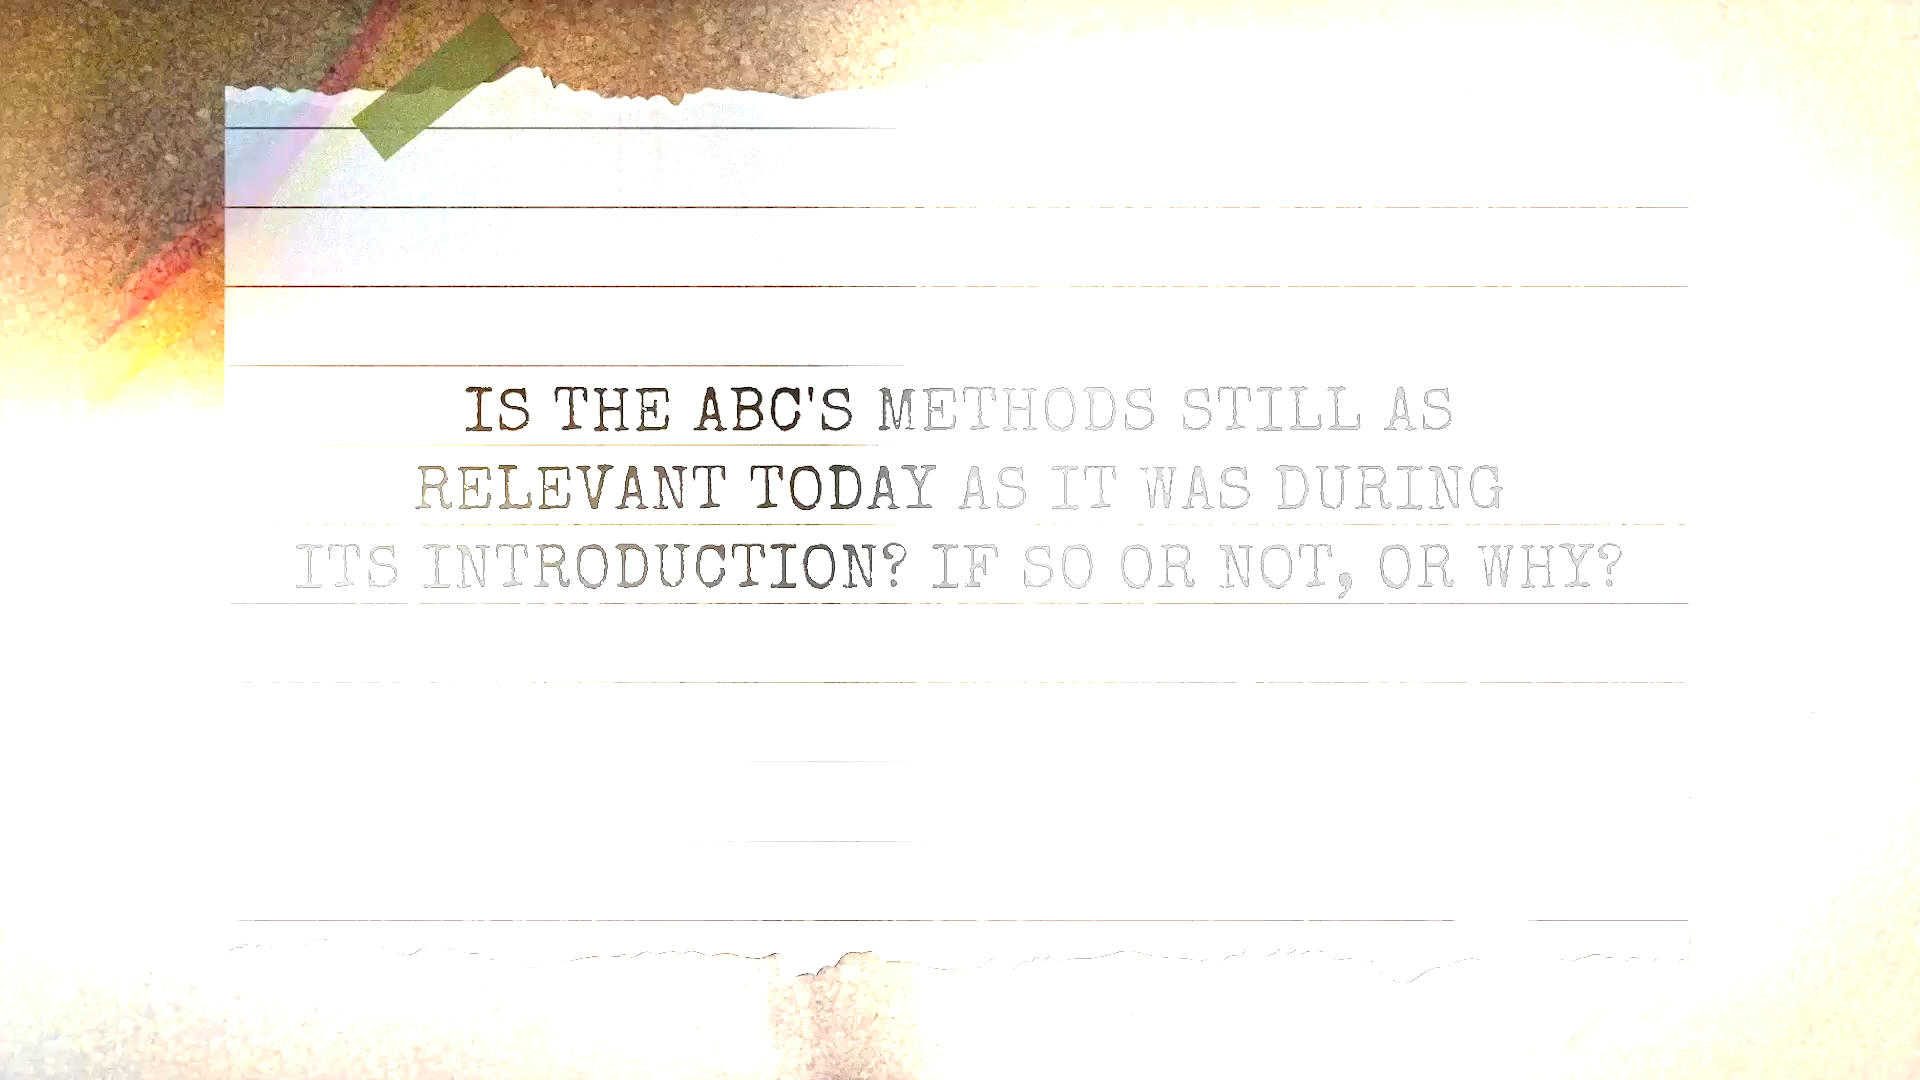 IS THE ABC'S METHODS STILL AS
RELEVANT TODAY AS IT WAS DURING
ITS INTRODUCTION? IF SO OR NOT, OR WHY?